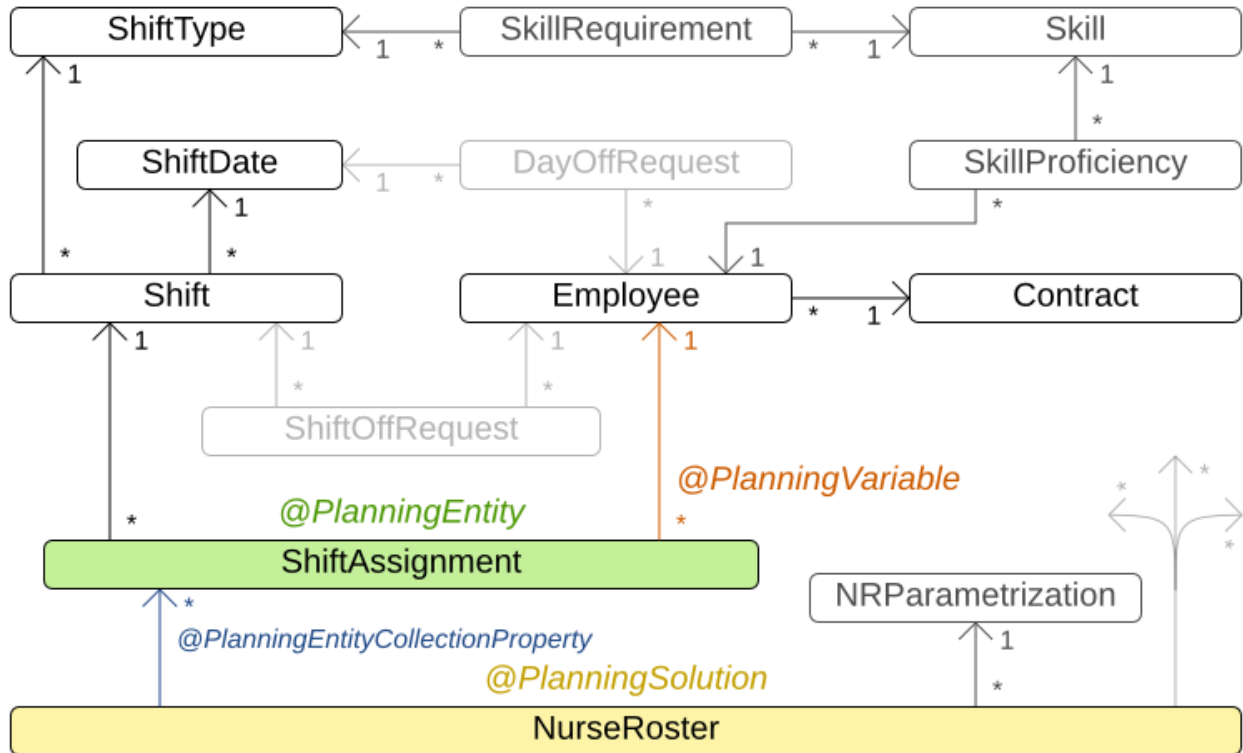 ShiftType
1
*
SkillRequirement
*
1
Skill
1
1
*
ShiftDate
1
*
DayOffRequest
SkillProficiency
1
*
*
*
*
1
1
Shift
Employee
*
1
Contract
1
1
1
1
*
*
ShiftOffRequest
@PlanningVariable
*
*
@PlanningEntity
*
*
*
*
ShiftAssignment
NRParametrization
*
@PlanningEntityCollectionProperty
1
@PlanningSolution
*
NurseRoster